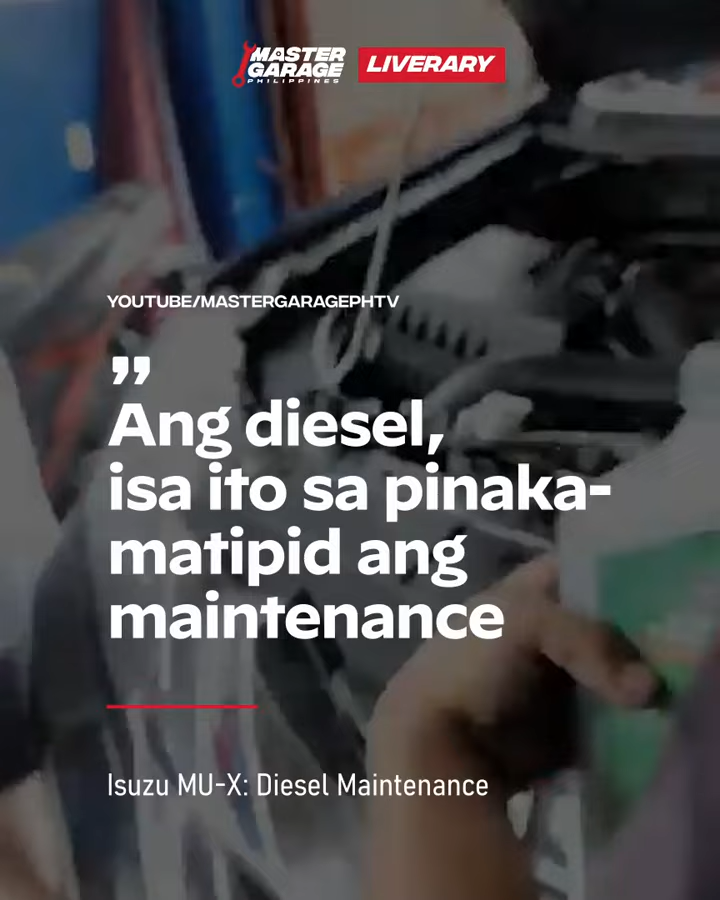 MASTER
GARAGE
PHILIPPINES
LIVERARY
YOUTUBE/MASTERGARAGEPHTV
”
Ang diesel,
isa ito sa pinaka-
matipid ang
maintenance
Isuzu MU-X: Diesel Maintenance